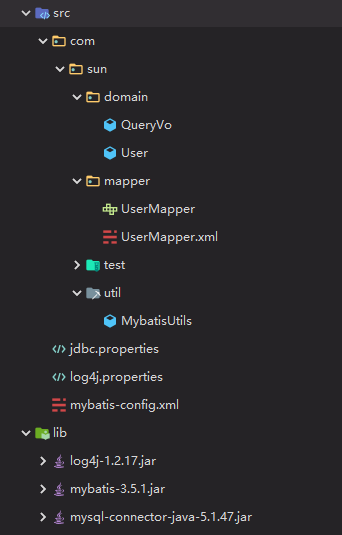 src
com
sun
domain
QueryVo
User
mapper
UserMapper
UserMapper.xml
test
util
MybatisUtils
jdbc.properties
log4j.properties
mybatis-config.xml
lib
log4j-1.2.17.jar
mybatis-3.5.1.jar
mysql-connector-java-5.1.47.jar